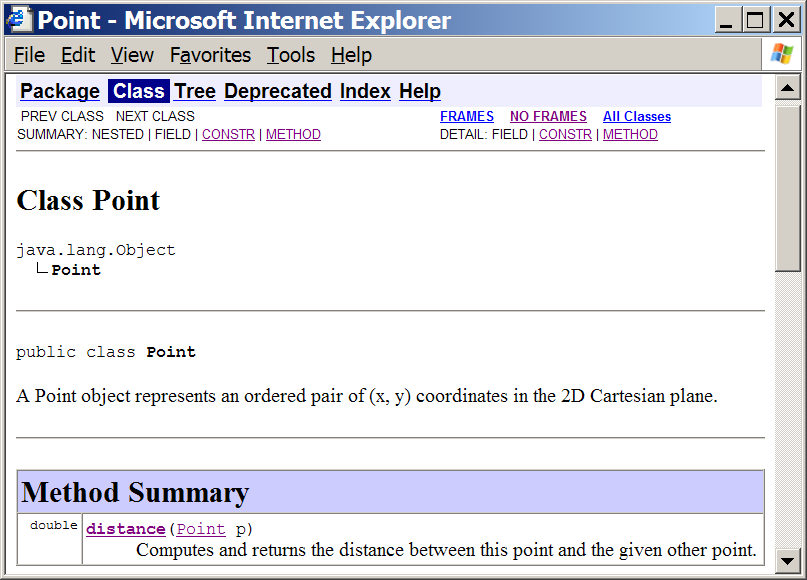 Point - Microsoft Internet Explorer
File Edit View Favorites Tools Help
Package Class Tree Deprecated Index Help
PREV CLASS NEXT CLASS FRAMES NO FRAMES All Classes
SUMMARY: NESTED | FIELD | CONSTR | METHOD DETAIL: FIELD | CONSTR | METHOD
Class Point
java.lang.Object
Point
public class Point
A Point object represents an ordered pair of (x, y) coordinates in the 2D Cartesian plane.
Method Summary
double distance(Point p)
Computes and returns the distance between this point and the given other point.